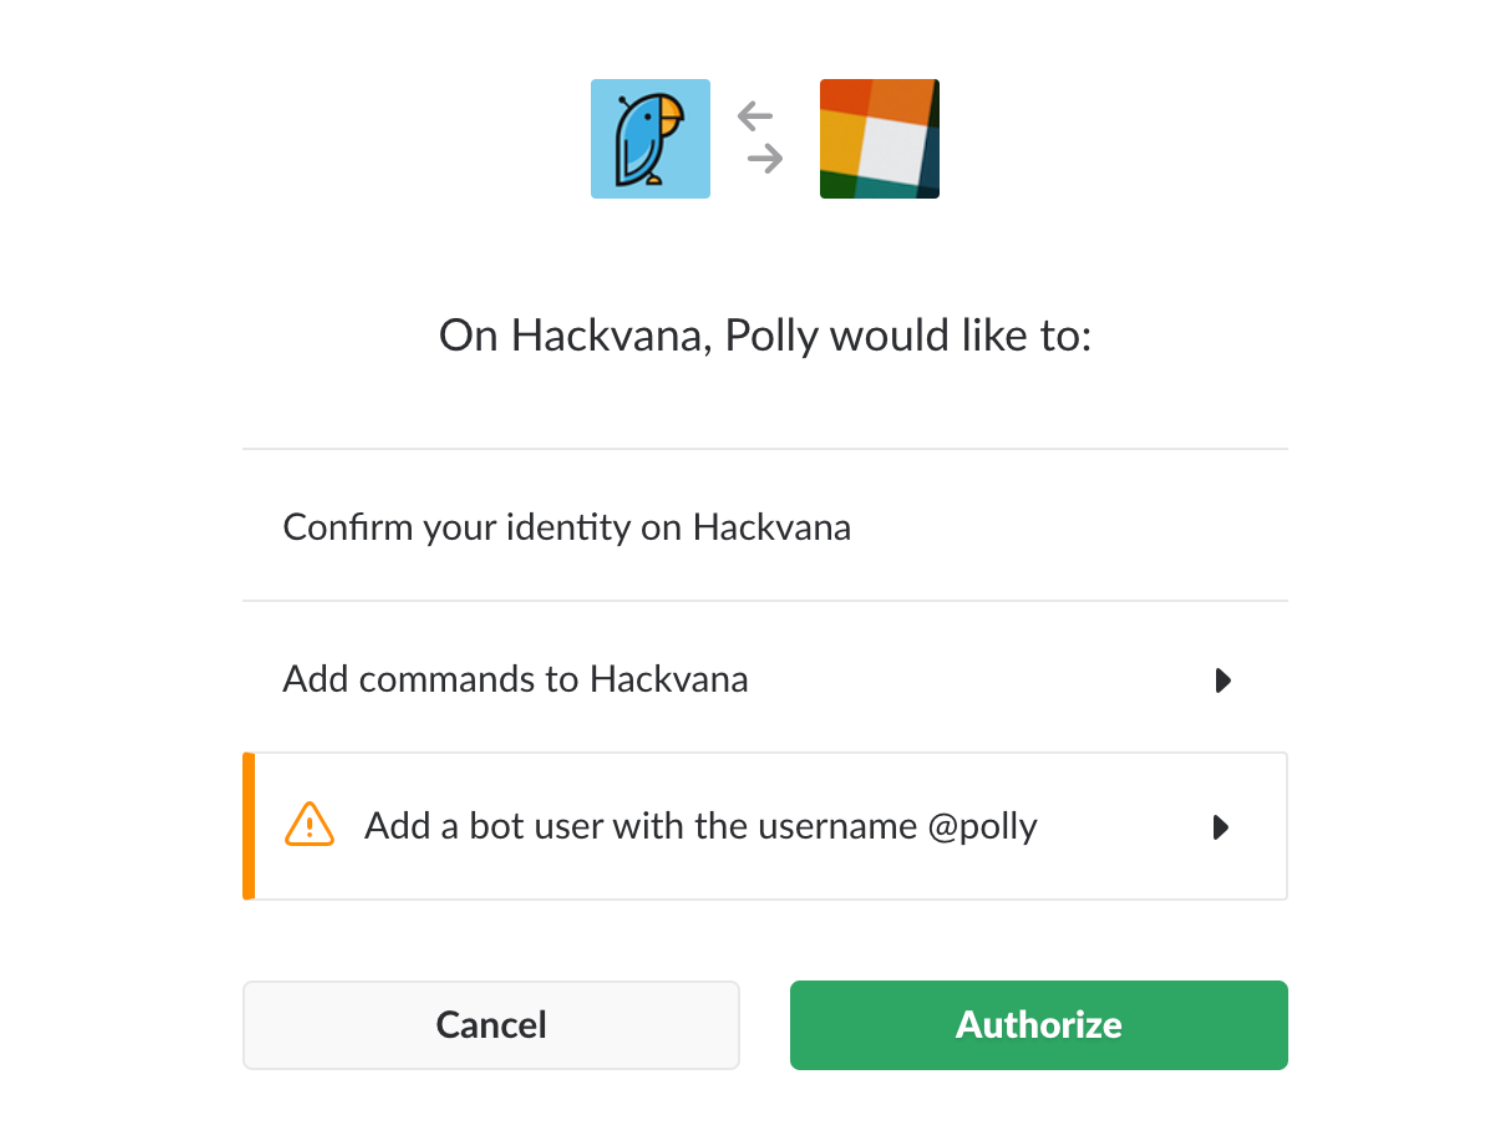 On Hackvana, Polly would like to:
Confirm your identity on Hackvana
Add commands to Hackvana
Add a bot user with the username @polly
Cancel
Authorize